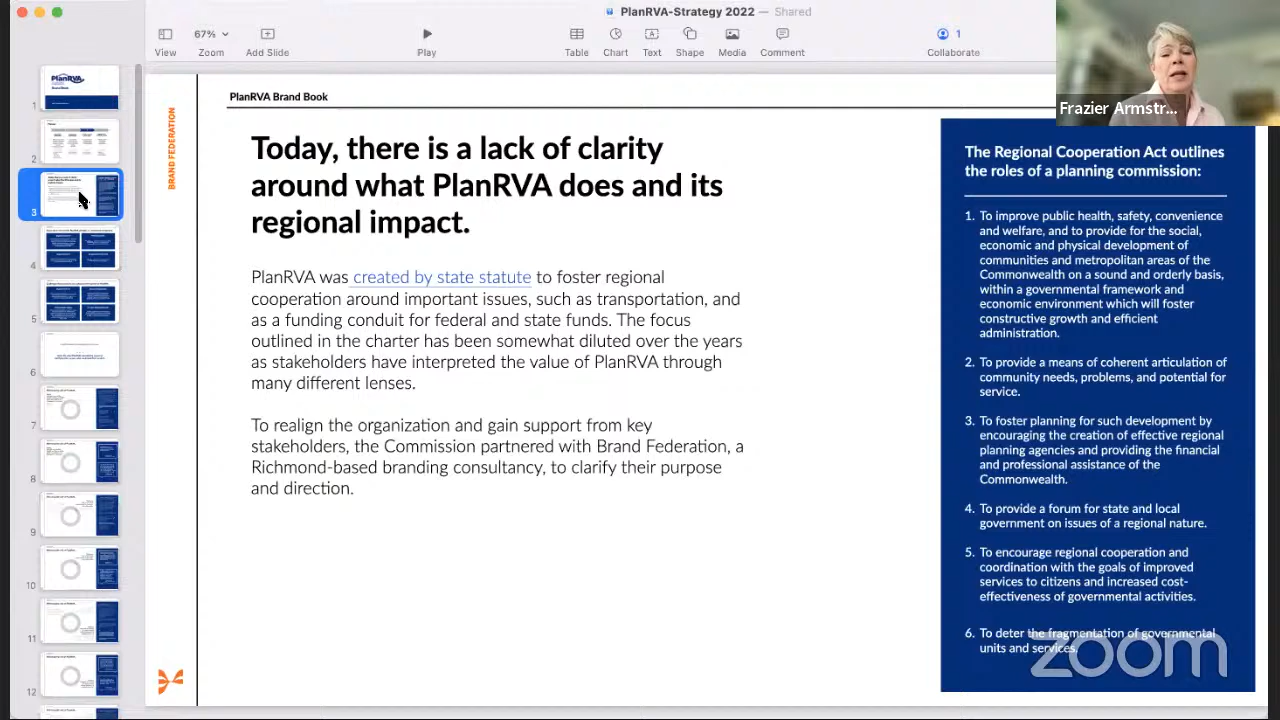 PlanRVA-Strategy 2022 — Shared
67%
View
Zoom
Add Slide
Play
Table
Chart
Text
Shape
Media
Comment
1
Collaborate
Frazier Armstr...
1
2
3
4
5
6
7
8
9
10
11
12
PlanRVA
BRAND FEDERATION
PlanRVA Brand Book
Today, there is a lack of clarity
around what PlanRVA does and its
regional impact.
PlanRVA was created by state statute to foster regional
cooperation around important issues, such as transportation, and
as a funding conduit for federal and state funds. The focus
outlined in the charter has been somewhat diluted over the years
as stakeholders have interpreted the value of PlanRVA through
many different lenses.
To realign the organization and gain support from key
stakeholders, the Commission partnered with Brand Federation, a
Richmond-based branding consultancy, to clarify their purpose
and direction.
The Regional Cooperation Act outlines
the roles of a planning commission:
1. To improve public health, safety, convenience
and welfare, and to provide for the social,
economic and physical development of
communities and metropolitan areas of the
Commonwealth on a sound and orderly basis,
within a governmental framework and
economic environment which will foster
constructive growth and efficient
administration.
2. To provide a means of coherent articulation of
community needs, problems, and potential for
service.
3. To foster planning for such development by
encouraging the creation of effective regional
planning agencies and providing the financial
and professional assistance of the
Commonwealth.
4. To provide a forum for state and local
government on issues of a regional nature.
5. To encourage regional cooperation and
coordination with the goals of improved
services to citizens and increased cost-
effectiveness of governmental activities.
6. To deter the fragmentation of governmental
units and services.
zoom